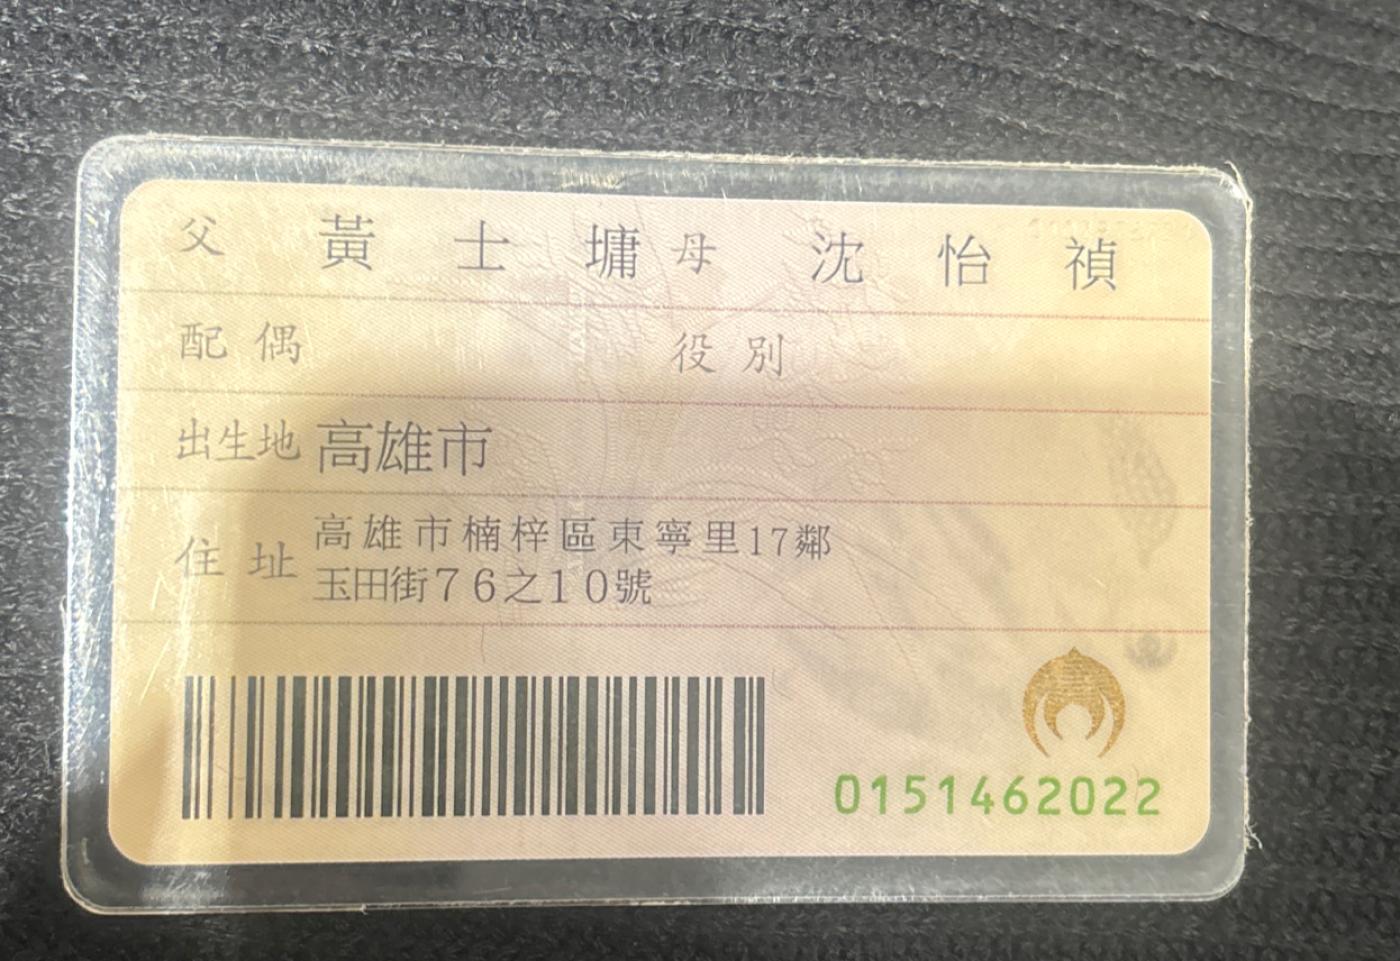 父 黃士墉 母 沈怡禎
配偶 役別
出生地 高雄市
住址 高雄市楠梓區東寧里17鄰
玉田街76之10號
0151462022